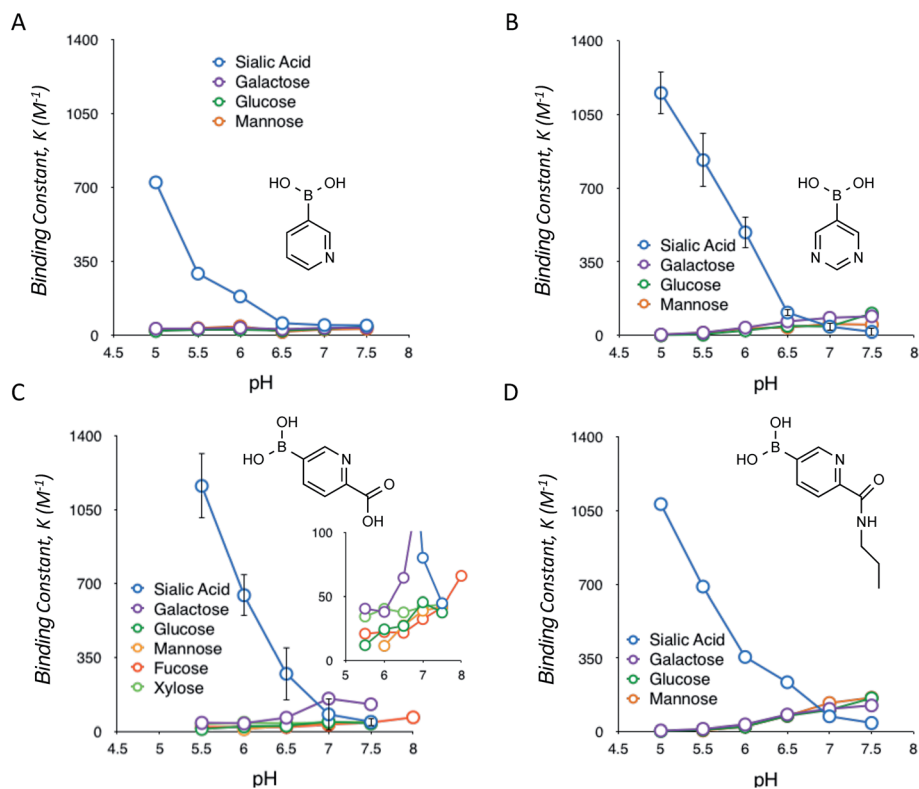 A
Binding Constant, K (M⁻¹)
1400
1050
700
350
0
4.5 5 5.5 6 6.5 7 7.5 8
pH
Sialic Acid
Galactose
Glucose
Mannose
HO B OH
N
B
Binding Constant, K (M⁻¹)
1400
1050
700
350
0
4.5 5 5.5 6 6.5 7 7.5 8
pH
Sialic Acid
Galactose
Glucose
Mannose
HO B OH
N N
C
Binding Constant, K (M⁻¹)
1400
1050
700
350
0
4.5 5 5.5 6 6.5 7 7.5 8
pH
Sialic Acid
Galactose
Glucose
Mannose
Fucose
Xylose
OH
HO B N
O
OH
100
50
0
5 6 7 8
D
Binding Constant, K (M⁻¹)
1400
1050
700
350
0
4.5 5 5.5 6 6.5 7 7.5 8
pH
Sialic Acid
Galactose
Glucose
Mannose
OH
HO B N
O
NH